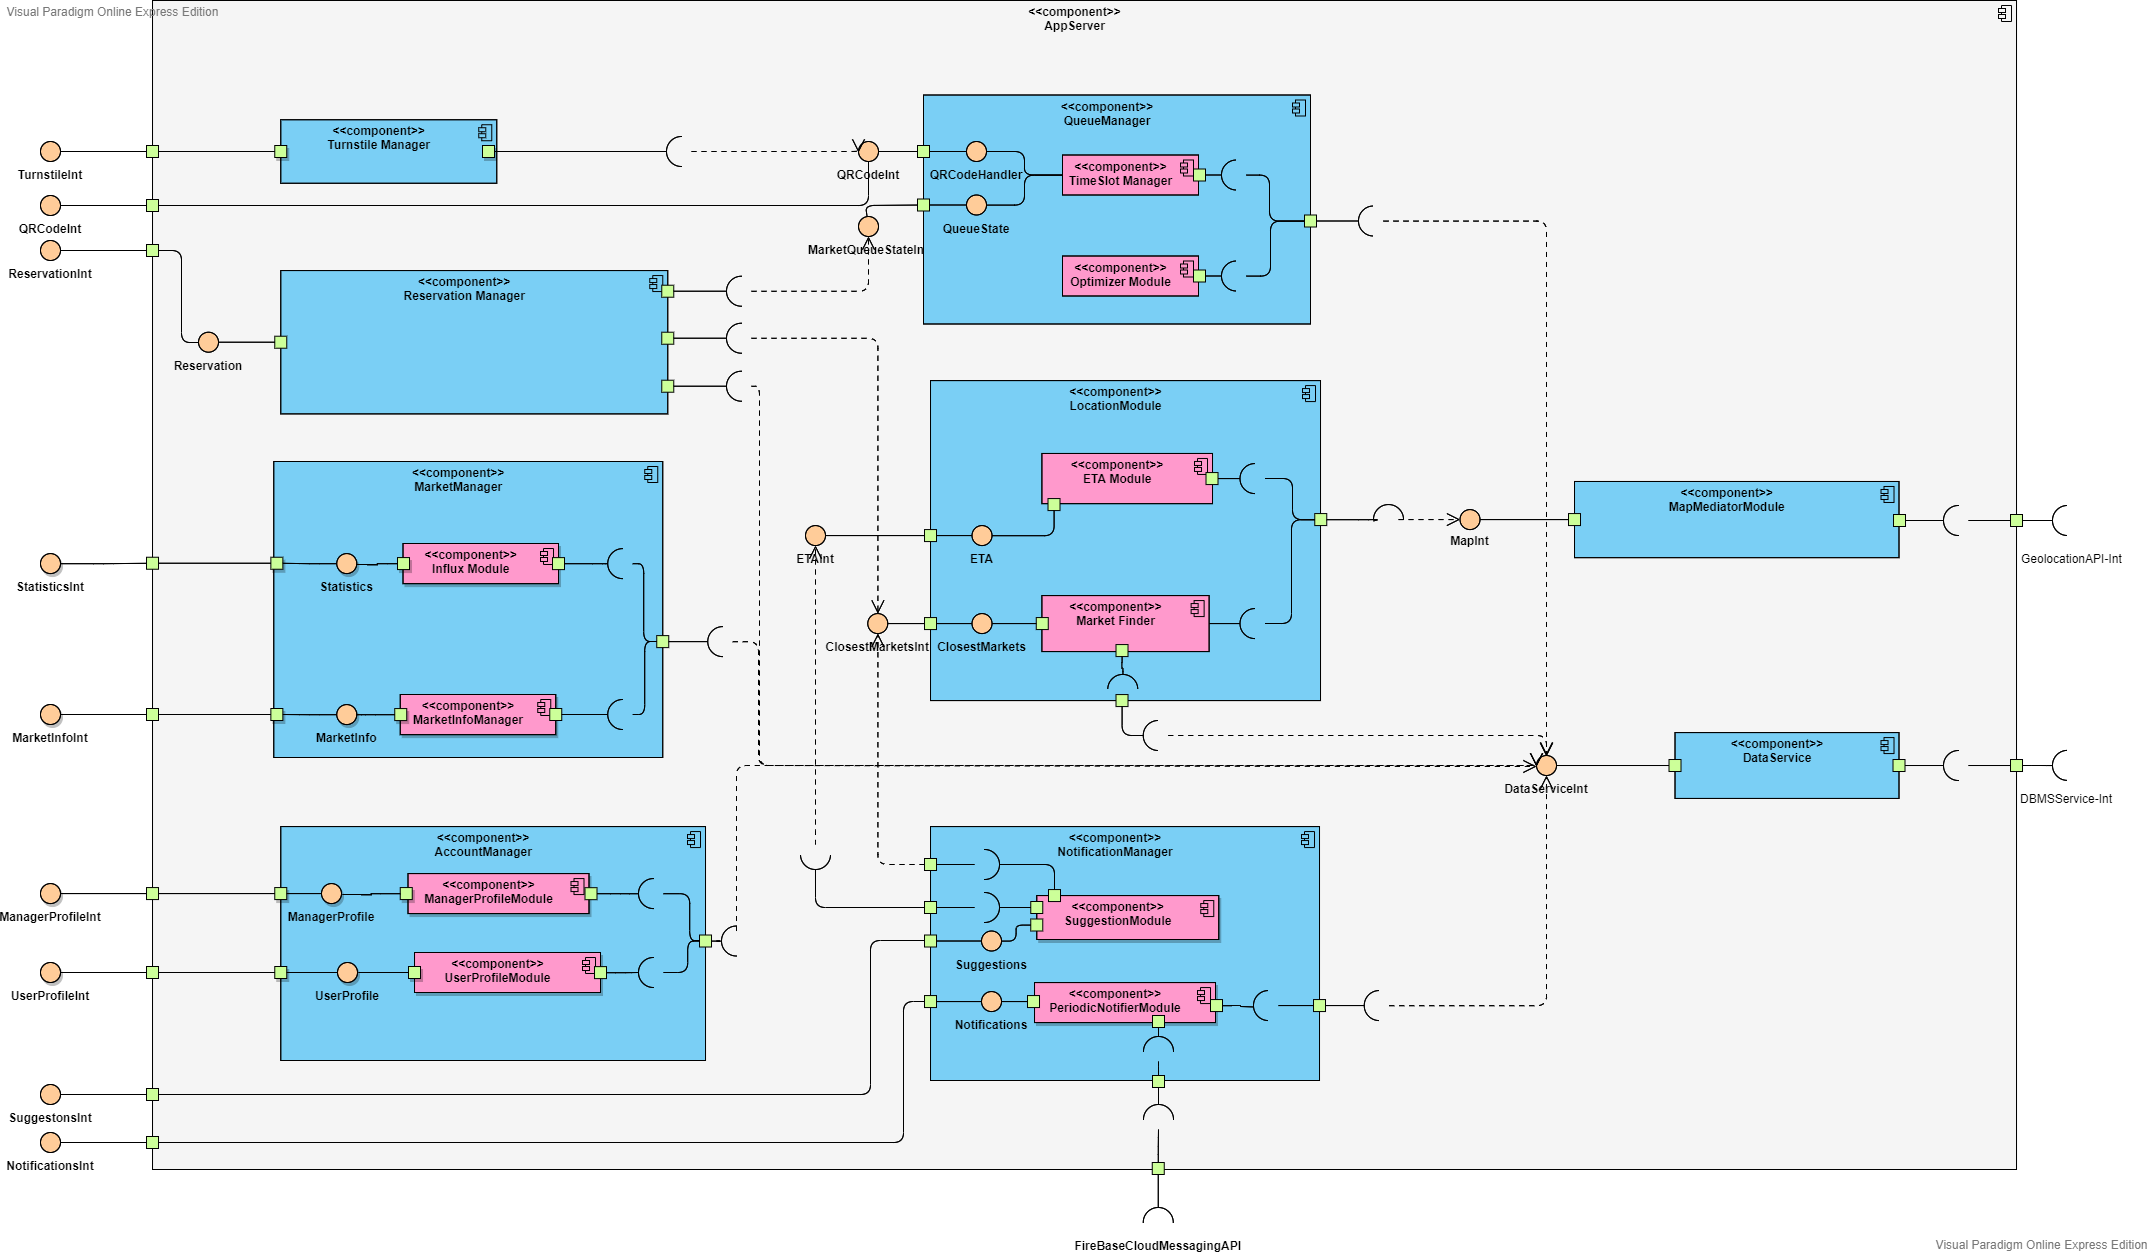 Visual Paradigm Online Express Edition
<<component>>
AppServer
<<component>>
Turnstile Manager
<<component>>
QueueManager
TurnstileInt
QRCodeInt
QRCodeHandler
<<component>>
TimeSlot Manager
QRCodeInt
QueueState
MarketQueueStateIn
ReservationInt
<<component>>
Reservation Manager
<<component>>
Optimizer Module
Reservation
<<component>>
LocationModule
<<component>>
MarketManager
<<component>>
ETA Module
<<component>>
MapMediatorModule
MapInt
GeolocationAPI-Int
StatisticsInt
Statistics
<<component>>
Influx Module
ETAInt
ETA
<<component>>
Market Finder
ClosestMarketsInt
ClosestMarkets
MarketInfoInt
MarketInfo
<<component>>
MarketInfoManager
<<component>>
DataService
DataServiceInt
DBMSService-Int
<<component>>
AccountManager
<<component>>
NotificationManager
ManagerProfileInt
ManagerProfile
<<component>>
ManagerProfileModule
<<component>>
SuggestionModule
Suggestions
UserProfileInt
UserProfile
<<component>>
UserProfileModule
<<component>>
PeriodicNotifierModule
Notifications
SuggestonsInt
NotificationsInt
FireBaseCloudMessagingAPI
Visual Paradigm Online Express Edition